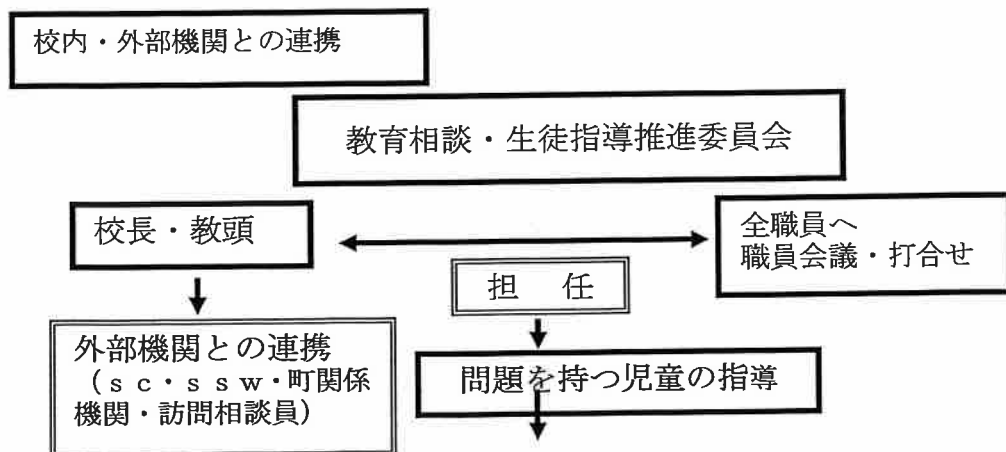 校内・外部機関との連携
教育相談・生徒指導推進委員会
校長・教頭
全職員へ
職員会議・打合せ
担　任
外部機関との連携
（ｓｃ・ｓｓｗ・町関係
機関・訪問相談員）
問題を持つ児童の指導